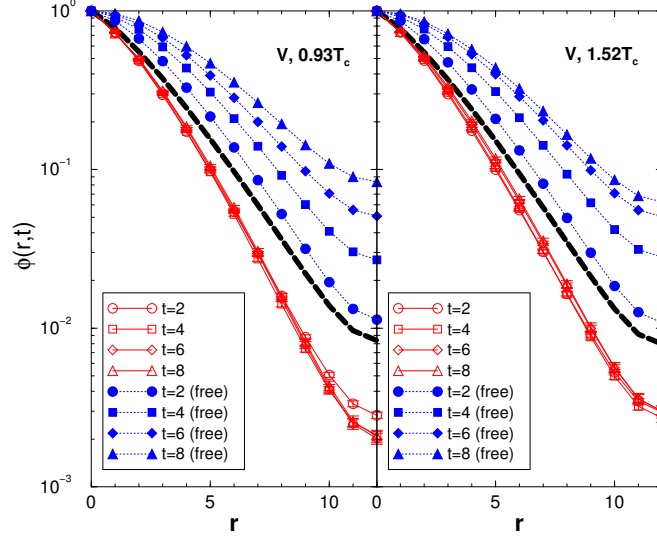 10⁰
10⁻¹
10⁻²
10⁻³
ϕ(r,t)
V, 0.93T_c
t=2
t=4
t=6
t=8
t=2 (free)
t=4 (free)
t=6 (free)
t=8 (free)
0 5 10
r
V, 1.52T_c
t=2
t=4
t=6
t=8
t=2 (free)
t=4 (free)
t=6 (free)
t=8 (free)
0 5 10
r